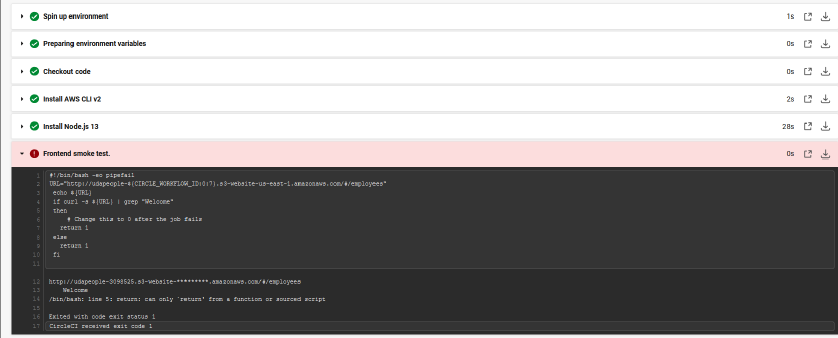 Spin up environment 1s
Preparing environment variables 0s
Checkout code 0s
Install AWS CLI v2 2s
Install Node.js 13 28s
Frontend smoke test. 0s
1 #!/bin/bash -eo pipefail
2 URL="http://udapeople-${CIRCLE_WORKFLOW_ID:0:7}.s3-website-us-east-1.amazonaws.com/#/employees"
3 echo ${URL}
4 if curl -s ${URL} | grep "Welcome"
5 then
6 # Change this to 0 after the job fails
7 return 1
8 else
9 return 1
10 fi
11
12 http://udapeople-3098525.s3-website-*********.amazonaws.com/#/employees
13 Welcome
14 /bin/bash: line 5: return: can only `return' from a function or sourced script
15
16 Exited with code exit status 1
17 CircleCI received exit code 1